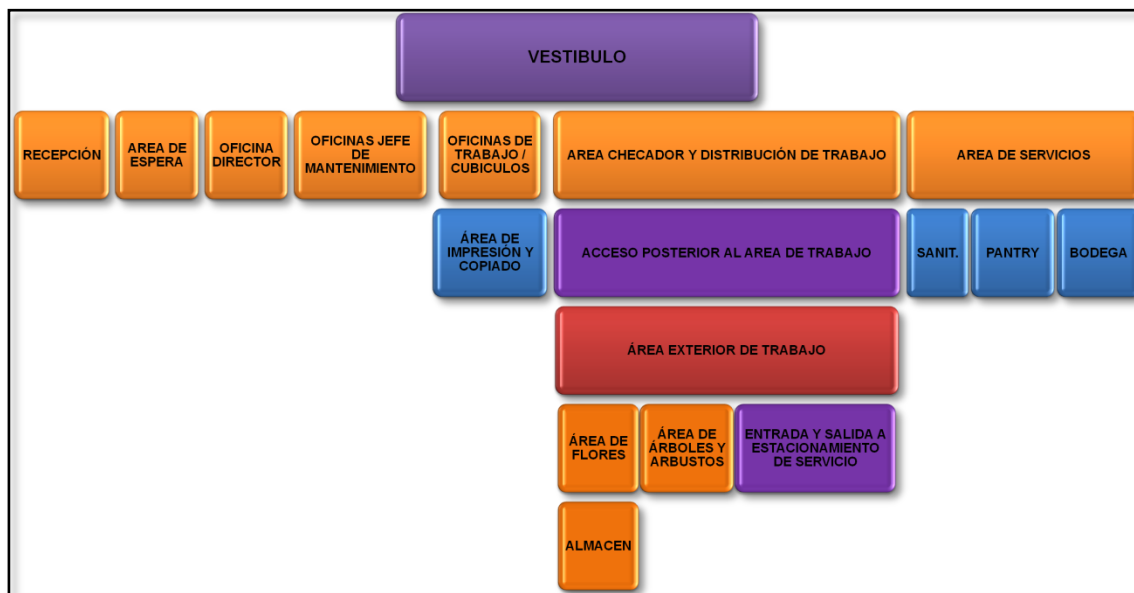 VESTIBULO
RECEPCIÓN
AREA DE
ESPERA
OFICINA
DIRECTOR
OFICINAS JEFE
DE
MANTENIMIENTO
OFICINAS DE
TRABAJO /
CUBICULOS
AREA CHECADOR Y DISTRIBUCIÓN DE TRABAJO
AREA DE SERVICIOS
ÁREA DE
IMPRESIÓN Y
COPIADO
ACCESO POSTERIOR AL AREA DE TRABAJO
SANIT.
PANTRY
BODEGA
ÁREA EXTERIOR DE TRABAJO
ÁREA DE
FLORES
ÁREA DE
ÁRBOLES Y
ARBUSTOS
ENTRADA Y SALIDA A
ESTACIONAMIENTO
DE SERVICIO
ALMACEN